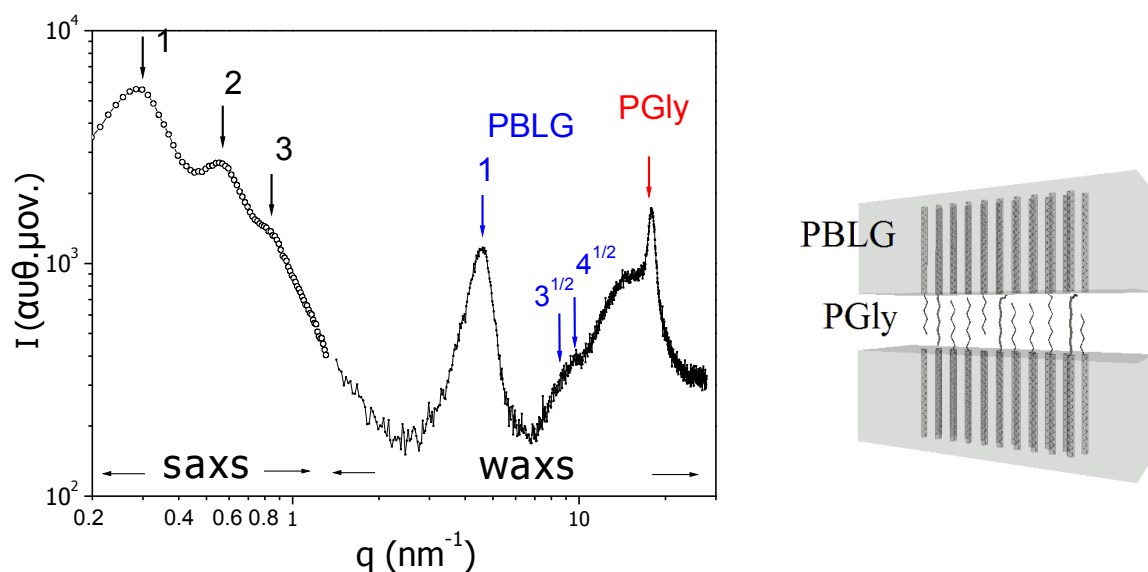 10^4
10^3
10^2
I (αυθ.μον.)
1
2
3
PBLG
1
3^1/2
4^1/2
PGly
saxs
waxs
0.2
0.4
0.6
0.8
1
10
q (nm^-1)
PBLG
PGly